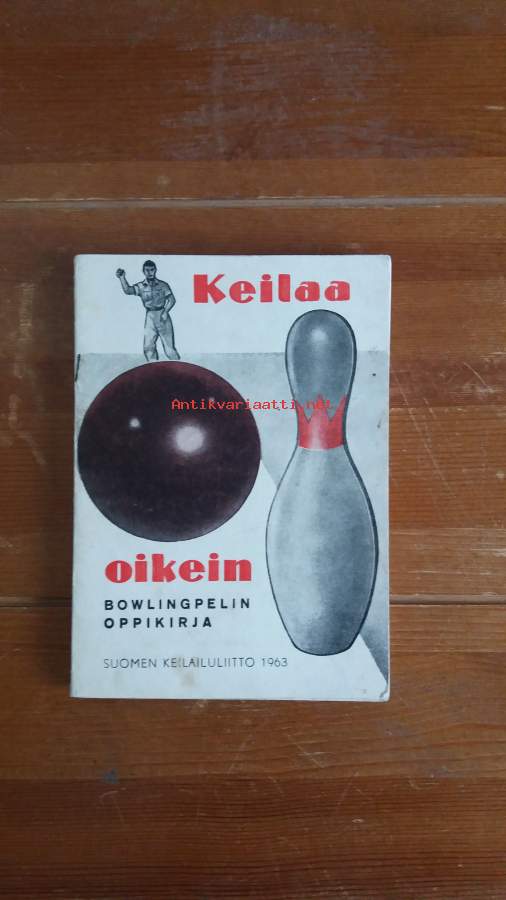 Keilaa
Antikvariaatti.net
oikein
BOWLINGPELIN
OPPIKIRJA
SUOMEN KEILAILULIITTO 1963